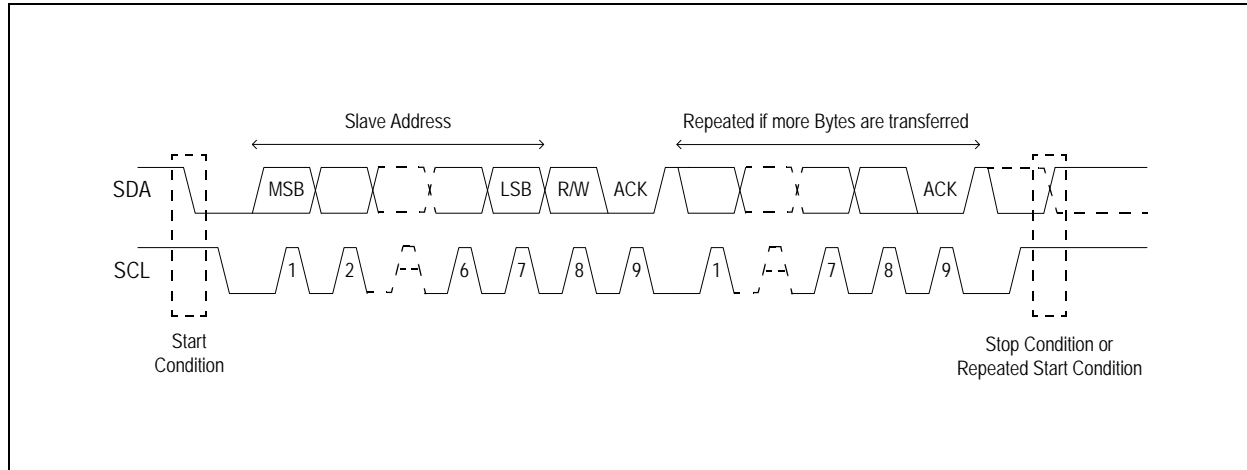 Slave Address
Repeated if more Bytes are transferred
SDA
MSB
LSB
R/W
ACK
ACK
SCL
1
2
6
7
8
9
1
7
8
9
Start
Condition
Stop Condition or
Repeated Start Condition